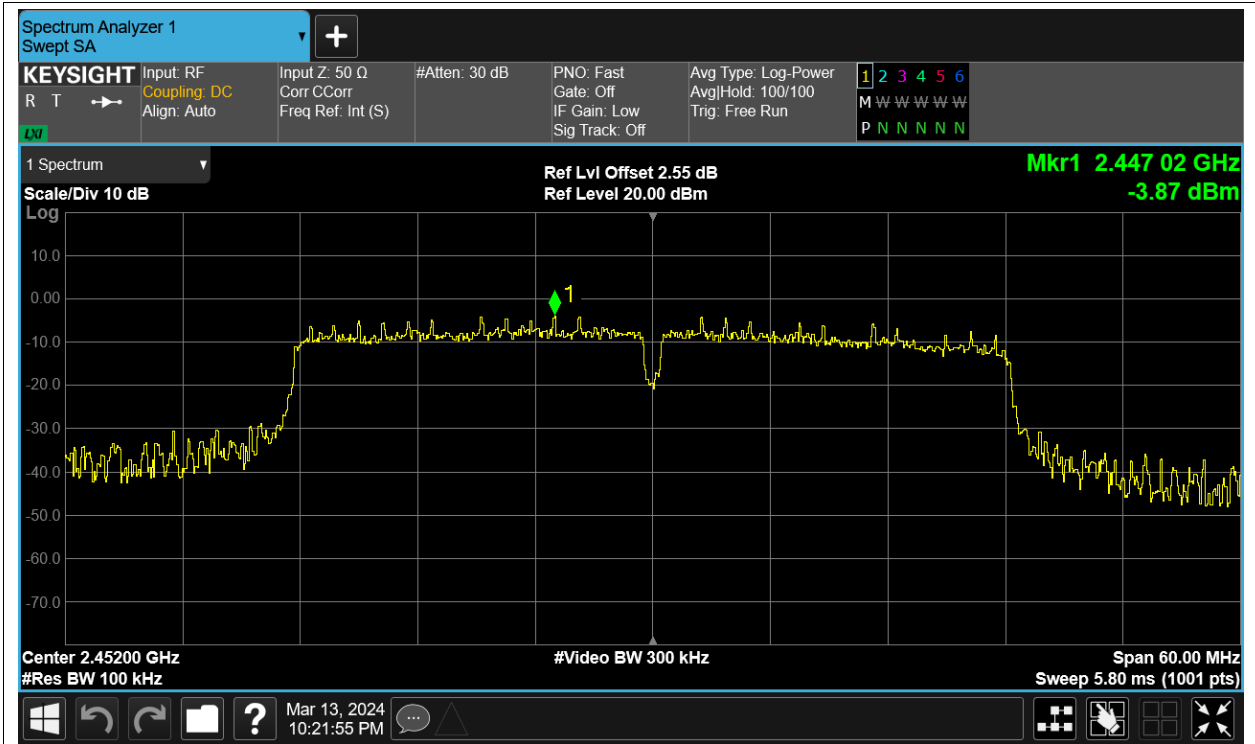 Spectrum Analyzer 1
Swept SA
KEYSIGHT
R T
LXI
Input: RF
Coupling: DC
Align: Auto
Input Z: 50 Ω
Corr CCorr
Freq Ref: Int (S)
#Atten: 30 dB
PNO: Fast
Gate: Off
IF Gain: Low
Sig Track: Off
Avg Type: Log-Power
Avg|Hold: 100/100
Trig: Free Run
1 2 3 4 5 6
M W W W W W
P N N N N N
1 Spectrum
Scale/Div 10 dB
Log
Ref Lvl Offset 2.55 dB
Ref Level 20.00 dBm
Mkr1 2.447 02 GHz
-3.87 dBm
10.0
0.00
-10.0
-20.0
-30.0
-40.0
-50.0
-60.0
-70.0
1
Center 2.45200 GHz
#Res BW 100 kHz
#Video BW 300 kHz
Span 60.00 MHz
Sweep 5.80 ms (1001 pts)
?
Mar 13, 2024
10:21:55 PM